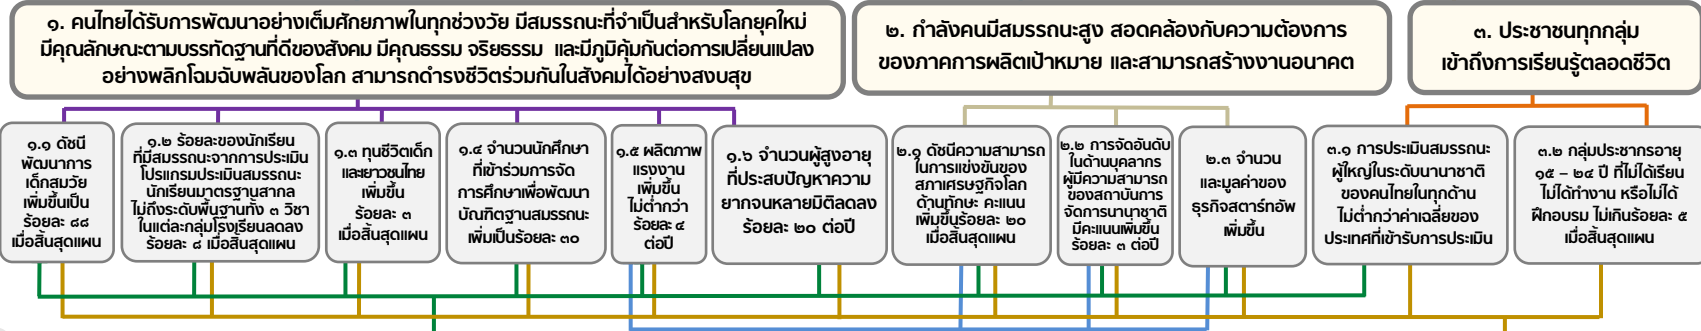 ๑. คนไทยได้รับการพัฒนาอย่างเต็มศักยภาพในทุกช่วงวัย มีสมรรถนะที่จำเป็นสำหรับโลกยุคใหม่
มีคุณลักษณะตามบรรทัดฐานที่ดีของสังคม มีคุณธรรม จริยธรรม และมีภูมิคุ้มกันต่อการเปลี่ยนแปลง
อย่างพลิกโฉมฉับพลันของโลก สามารถดำรงชีวิตร่วมกันในสังคมได้อย่างสงบสุข
๒. กำลังคนมีสมรรถนะสูง สอดคล้องกับความต้องการ
ของภาคการผลิตเป้าหมาย และสามารถสร้างงานอนาคต
๓. ประชาชนทุกกลุ่ม
เข้าถึงการเรียนรู้ตลอดชีวิต
๑.๑ ดัชนี
พัฒนาการ
เด็กสมวัย
เพิ่มขึ้นเป็น
ร้อยละ ๘๘
เมื่อสิ้นสุดแผน
๑.๒ ร้อยละของนักเรียน
ที่มีสมรรถนะจากการประเมิน
โปรแกรมประเมินสมรรถนะ
นักเรียนมาตรฐานสากล
ไม่ถึงระดับพื้นฐานทั้ง ๓ วิชา
ในแต่ละกลุ่มโรงเรียนลดลง
ร้อยละ ๘ เมื่อสิ้นสุดแผน
๑.๓ ทุนชีวิตเด็ก
และเยาวชนไทย
เพิ่มขึ้น
ร้อยละ ๓
เมื่อสิ้นสุดแผน
๑.๔ จำนวนนักศึกษา
ที่เข้าร่วมการจัด
การศึกษาเพื่อพัฒนา
บัณฑิตฐานสมรรถนะ
เพิ่มเป็นร้อยละ ๓๐
๑.๕ ผลิตภาพ
แรงงาน
เพิ่มขึ้น
ไม่ต่ำกว่า
ร้อยละ ๔
ต่อปี
๑.๖ จำนวนผู้สูงอายุ
ที่ประสบปัญหาความ
ยากจนหลายมิติลดลง
ร้อยละ ๒๐ ต่อปี
๒.๑ ดัชนีความสามารถ
ในการแข่งขันของ
สภาเศรษฐกิจโลก
ด้านทักษะ คะแนน
เพิ่มขึ้นร้อยละ ๒๐
เมื่อสิ้นสุดแผน
๒.๒ การจัดอันดับ
ในด้านบุคลากร
ผู้มีความสามารถ
ของสถาบันการ
จัดการนานาชาติ
มีคะแนนเพิ่มขึ้น
ร้อยละ ๓ ต่อปี
๒.๓ จำนวน
และมูลค่าของ
ธุรกิจสตาร์ทอัพ
เพิ่มขึ้น
๓.๑ การประเมินสมรรถนะ
ผู้ใหญ่ในระดับนานาชาติ
ของคนไทยในทุกด้าน
ไม่ต่ำกว่าค่าเฉลี่ยของ
ประเทศที่เข้ารับการประเมิน
๓.๒ กลุ่มประชากรอายุ
๑๕ – ๒๔ ปี ที่ไม่ได้เรียน
ไม่ได้ทำงาน หรือไม่ได้
ฝึกอบรม ไม่เกินร้อยละ ๕
เมื่อสิ้นสุดแผน